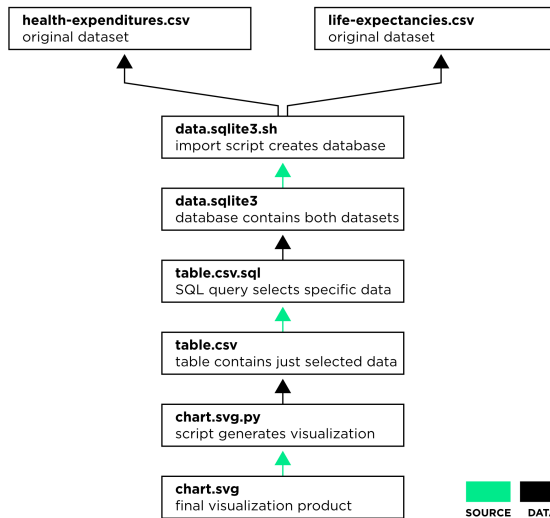 health-expenditures.csv
original dataset
life-expectancies.csv
original dataset
data.sqlite3.sh
import script creates database
data.sqlite3
database contains both datasets
table.csv.sql
SQL query selects specific data
table.csv
table contains just selected data
chart.svg.py
script generates visualization
chart.svg
final visualization product
SOURCE DATA